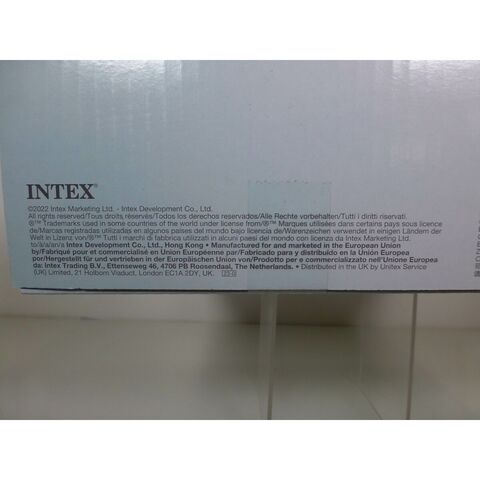 INTEX®
©2022 Intex Marketing Ltd. - Intex Development Co., Ltd.
All rights reserved/Tous droits réservés/Todos los derechos reservados/Alle Rechte vorbehalten/Tutti i diritti riservati.
®™ Trademarks used in some countries of the world under license from/®™ Marques utilisées dans certains pays sous licence
de/Marcas registradas utilizadas en algunos países del mundo bajo licencia de/Warenzeichen verwendet in einigen Ländern der
Welt in Lizenz von/®™ Tutti i marchi di fabbrica utilizzati in alcuni paesi del mondo con licenza da Intex Marketing Ltd.
to/à/a/an/a Intex Development Co., Ltd., Hong Kong • Manufactured for and marketed in the European Union
by/Fabriqué pour et commercialisé dans l'Union Européenne par/Fabricado para y distribuido en la Unión Europea
por/Hergestellt für und vertrieben in der Europäischen Union von/Prodotto per e commercializzato nell'Unione Europea
da: Intex Trading B.V., Ettenseweg 46, 4706 PB Roosendaal, The Netherlands. • Distributed in the UK by Unitex Service
(UK) Limited, 21 Holborn Viaduct, London EC1A 2DY, UK.